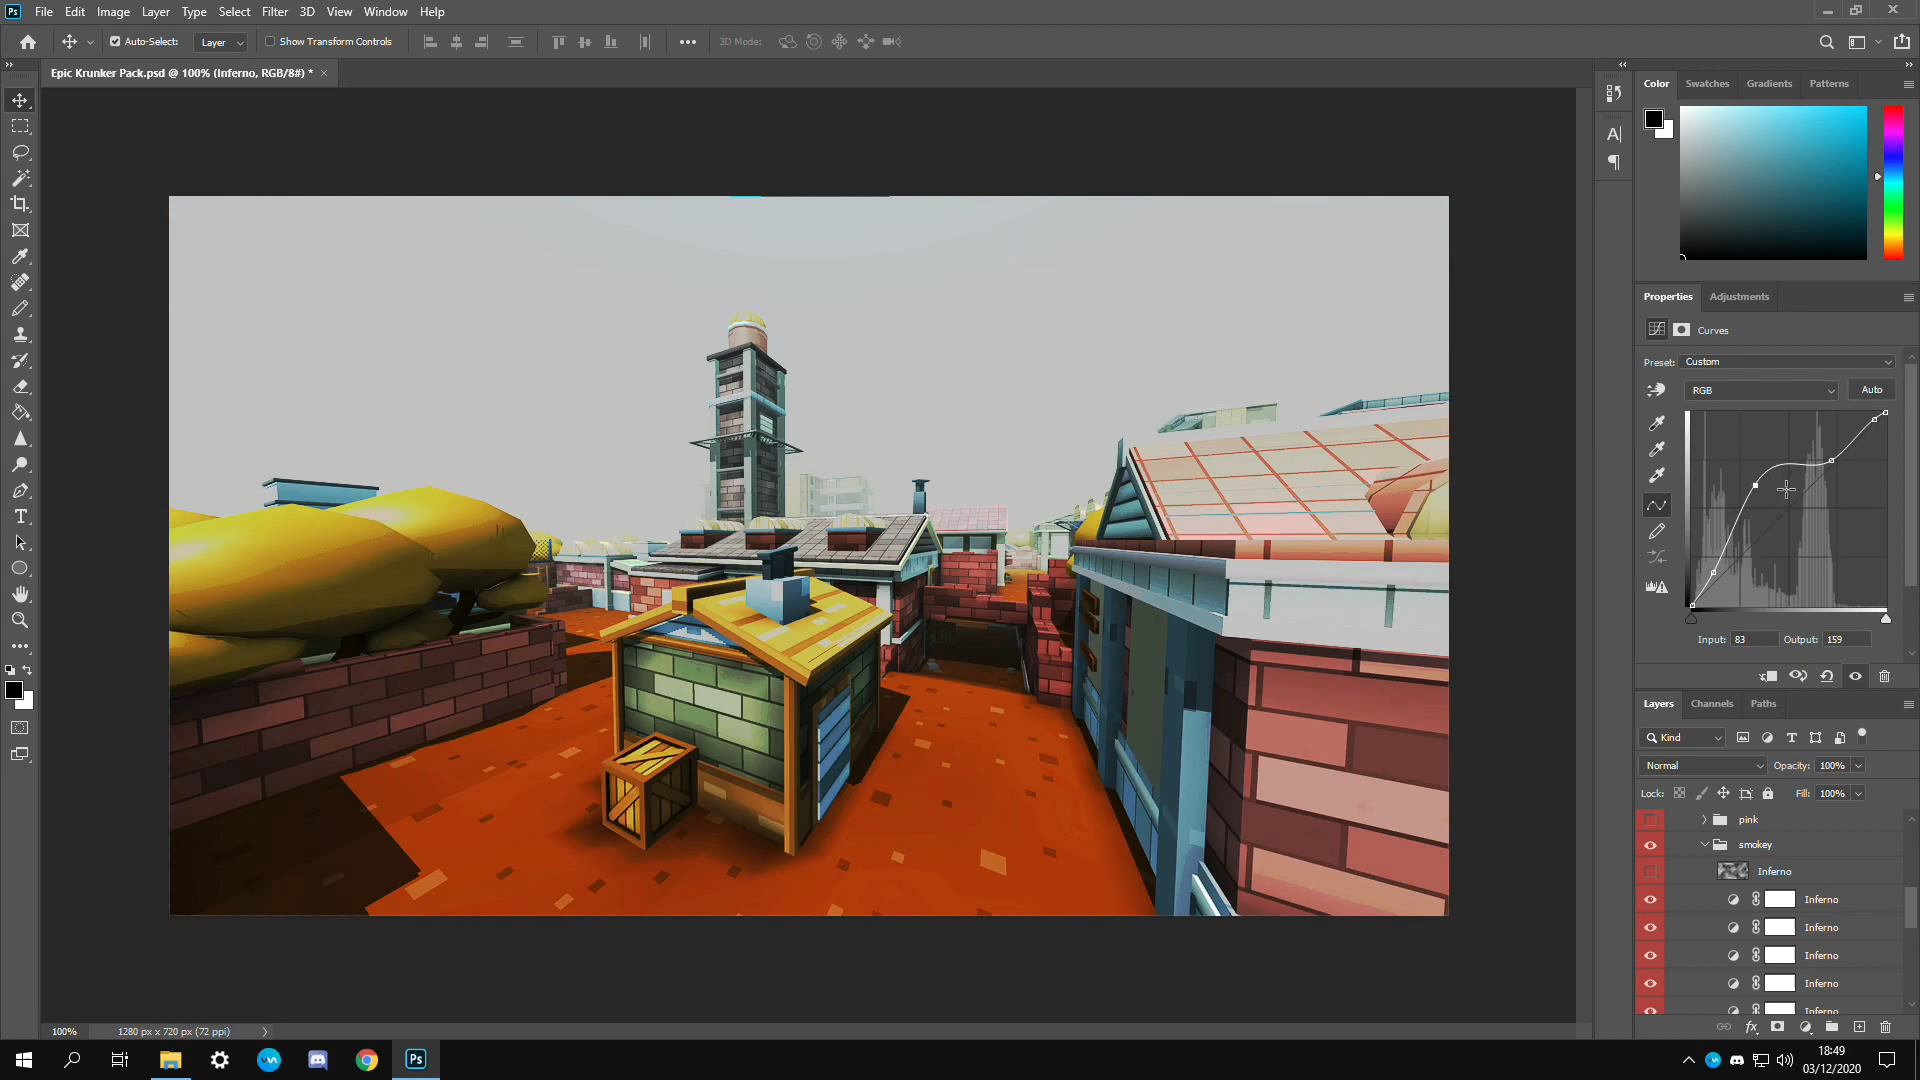 Ps File Edit Image Layer Type Select Filter 3D View Window Help
Auto-Select: Layer Show Transform Controls 3D Mode:
Epic Krunker Pack.psd @ 100% (Inferno, RGB/8#) *
Color Swatches Gradients Patterns
Properties Adjustments
Curves
Preset: Custom
RGB Auto
Input: 83 Output: 159
Layers Channels Paths
Kind
Normal Opacity: 100%
Lock: Fill: 100%
pink
smokey
Inferno
Inferno
Inferno
Inferno
Inferno
Inferno
100% 1280 px x 720 px (72 ppi)
Ps
18:49
03/12/2020